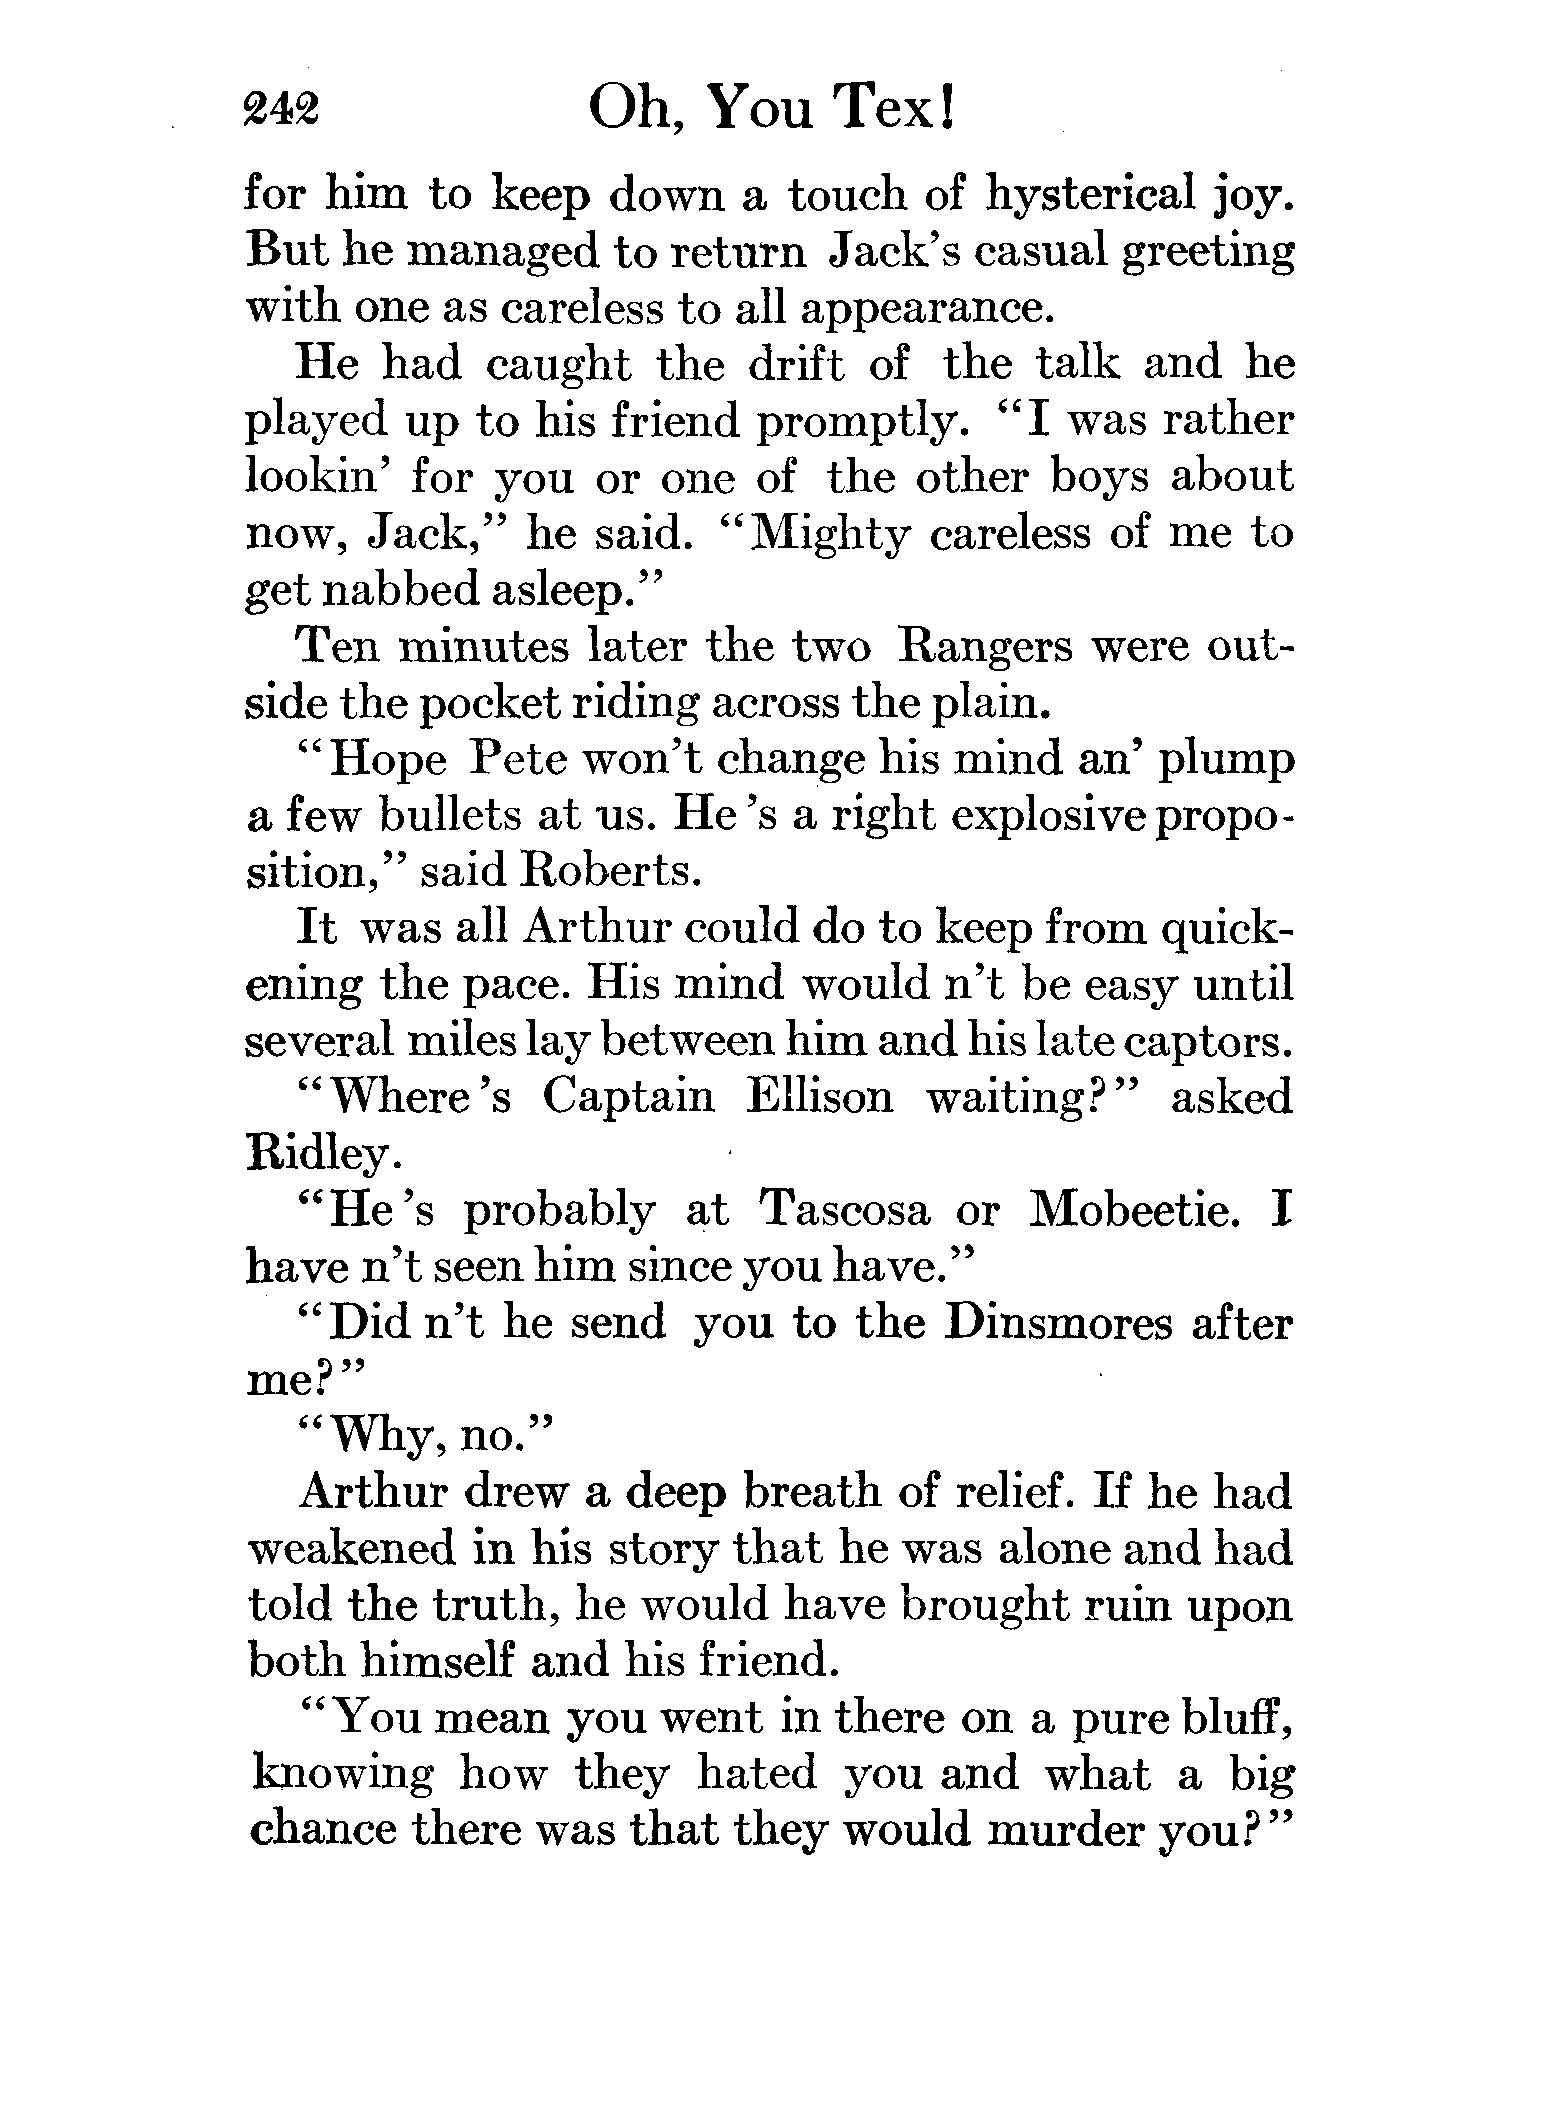 242 Oh, You Tex!
for him to keep down a touch of hysterical joy.
But he managed to return Jack's casual greeting
with one as careless to all appearance.
He had caught the drift of the talk and he
played up to his friend promptly. “I was rather
lookin' for you or one of the other boys about
now, Jack,” he said. “Mighty careless of me to
get nabbed asleep.”
Ten minutes later the two Rangers were out-
side the pocket riding across the plain.
“Hope Pete won't change his mind an' plump
a few bullets at us. He 's a right explosive propo-
sition,” said Roberts.
It was all Arthur could do to keep from quick-
ening the pace. His mind would n't be easy until
several miles lay between him and his late captors.
“Where 's Captain Ellison waiting?” asked
Ridley.
“He 's probably at Tascosa or Mobeetie. I
have n't seen him since you have.”
“Did n't he send you to the Dinsmores after
me?”
“Why, no.”
Arthur drew a deep breath of relief. If he had
weakened in his story that he was alone and had
told the truth, he would have brought ruin upon
both himself and his friend.
“You mean you went in there on a pure bluff,
knowing how they hated you and what a big
chance there was that they would murder you?”